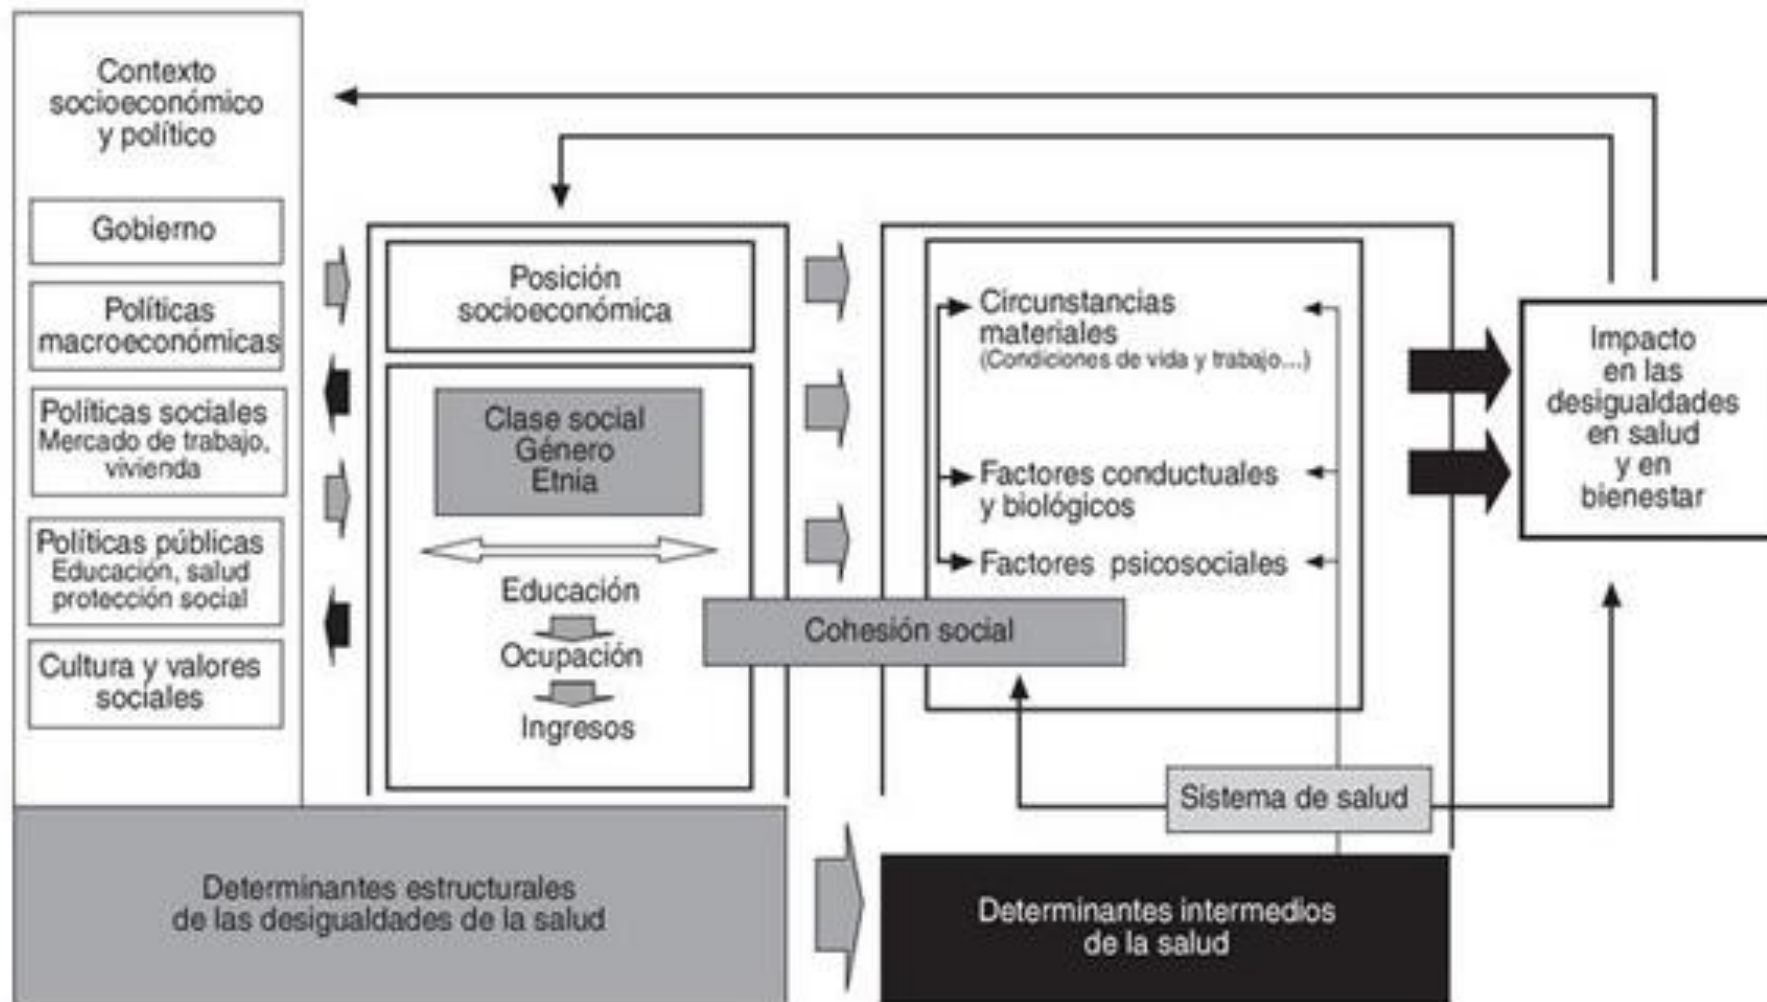 Contexto
socioeconómico
y político
Gobierno
Políticas
macroeconómicas
Políticas sociales
Mercado de trabajo,
vivienda
Políticas públicas
Educación, salud
protección social
Cultura y valores
sociales
Posición
socioeconómica
Clase social
Género
Etnia
Educación
Ocupación
Ingresos
Cohesión social
Circunstancias
materiales
(Condiciones de vida y trabajo...)
Factores conductuales
y biológicos
Factores psicosociales
Sistema de salud
Impacto
en las
desigualdades
en salud
y en
bienestar
Determinantes estructurales
de las desigualdades de la salud
Determinantes intermedios
de la salud